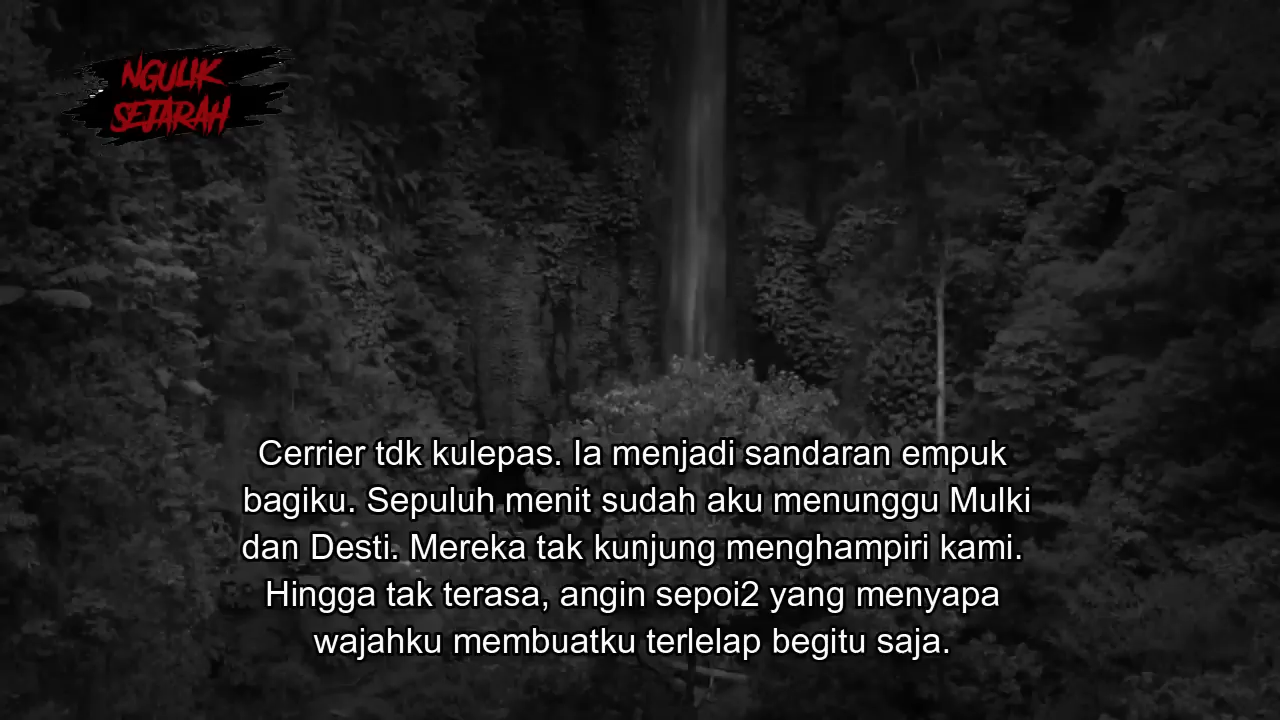 NGULIK
SEJARAH
Cerrier tdk kulepas. Ia menjadi sandaran empuk
bagiku. Sepuluh menit sudah aku menunggu Mulki
dan Desti. Mereka tak kunjung menghampiri kami.
Hingga tak terasa, angin sepoi2 yang menyapa
wajahku membuatku terlelap begitu saja.